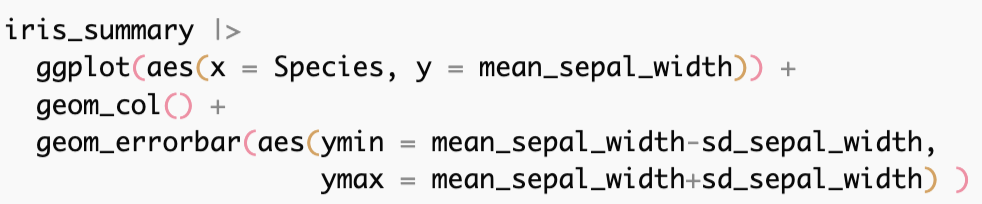 iris_summary |>
  ggplot(aes(x = Species, y = mean_sepal_width)) +
  geom_col() +
  geom_errorbar(aes(ymin = mean_sepal_width-sd_sepal_width,
                    ymax = mean_sepal_width+sd_sepal_width) )